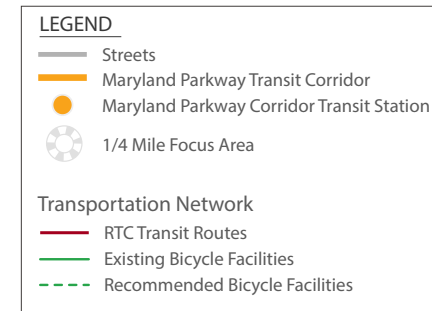 LEGEND
Streets
Maryland Parkway Transit Corridor
Maryland Parkway Corridor Transit Station
1/4 Mile Focus Area
Transportation Network
RTC Transit Routes
Existing Bicycle Facilities
Recommended Bicycle Facilities